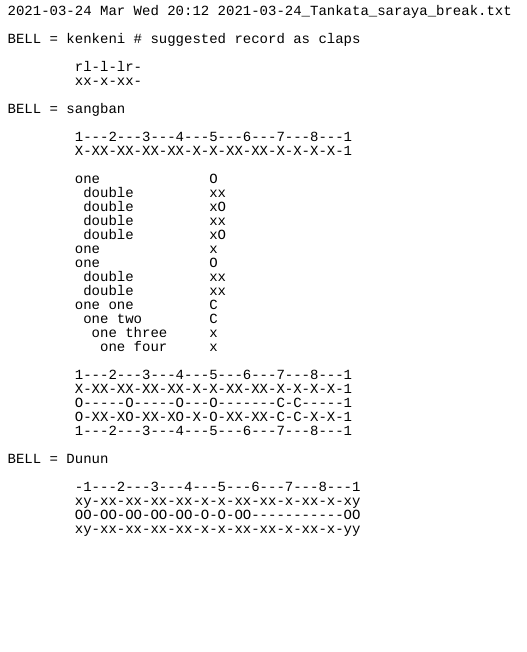 2021-03-24 Mar Wed 20:12 2021-03-24_Tankata_saraya_break.txt
BELL = kenkeni # suggested record as claps
        rl-l-lr-
        xx-x-xx-
BELL = sangban
        1---2---3---4---5---6---7---8---1
        X-XX-XX-XX-XX-X-X-XX-XX-X-X-X-X-1
        one             O
         double         xx
         double         xO
         double         xx
         double         xO
        one             x
        one             O
         double         xx
         double         xx
        one one         C
         one two        C
          one three     x
           one four     x
        1---2---3---4---5---6---7---8---1
        X-XX-XX-XX-XX-X-X-XX-XX-X-X-X-X-1
        O-----O-----O---O-------C-C-----1
        O-XX-XO-XX-XO-X-O-XX-XX-C-C-X-X-1
        1---2---3---4---5---6---7---8---1
BELL = Dunun
        -1---2---3---4---5---6---7---8---1
        xy-xx-xx-xx-xx-x-x-xx-xx-x-xx-x-xy
        OO-OO-OO-OO-OO-O-O-OO-----------OO
        xy-xx-xx-xx-xx-x-x-xx-xx-x-xx-x-yy